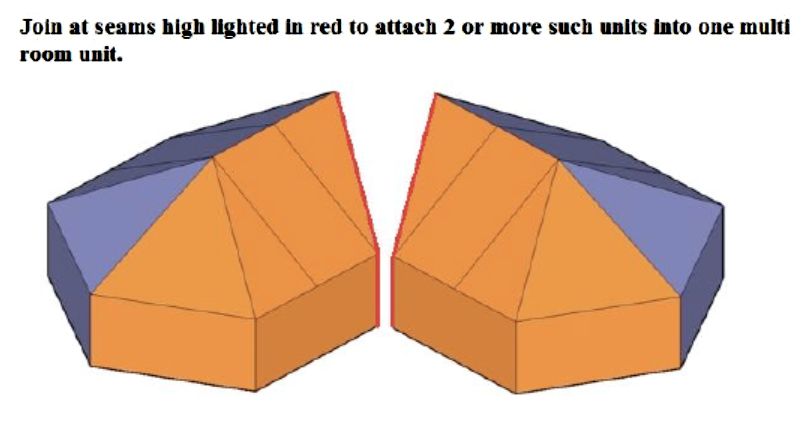 Join at seams high lighted in red to attach 2 or more such units into one multi
room unit.